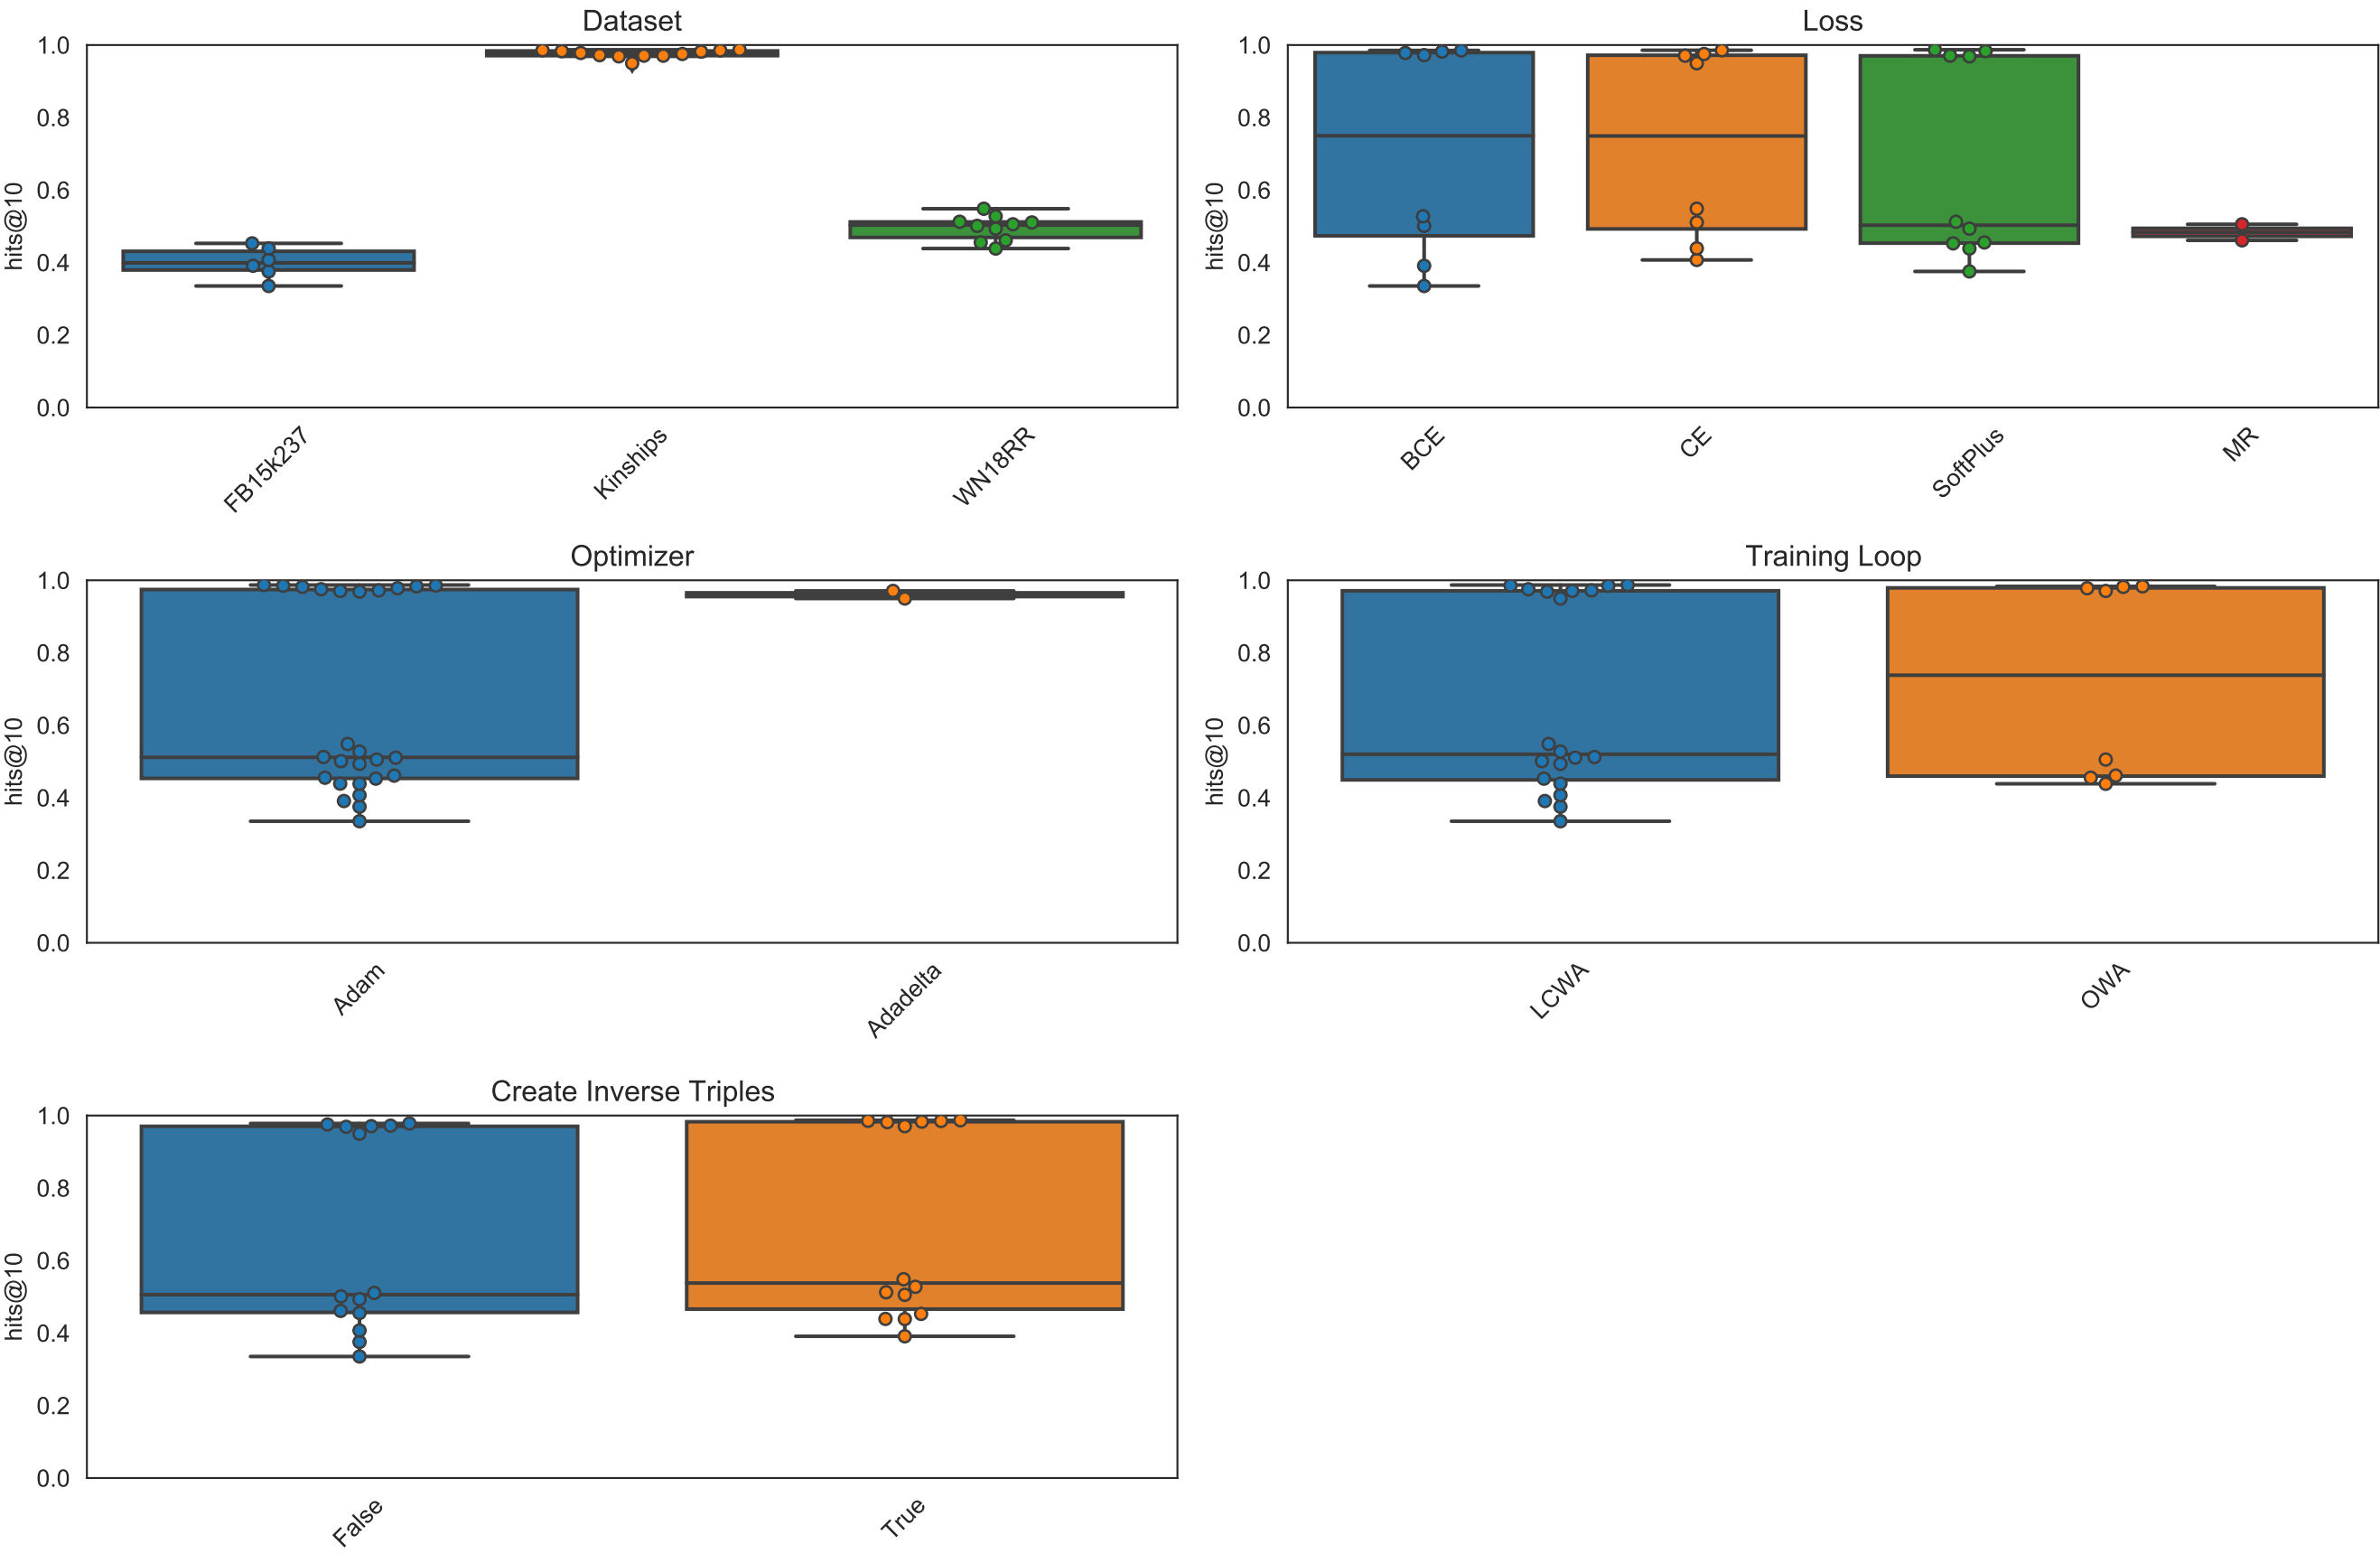 Dataset
hits@10
1.0
0.8
0.6
0.4
0.2
0.0
FB15k237
Kinships
WN18RR
Loss
hits@10
1.0
0.8
0.6
0.4
0.2
0.0
BCE
CE
SoftPlus
MR
Optimizer
hits@10
1.0
0.8
0.6
0.4
0.2
0.0
Adam
Adadelta
Training Loop
hits@10
1.0
0.8
0.6
0.4
0.2
0.0
LCWA
OWA
Create Inverse Triples
hits@10
1.0
0.8
0.6
0.4
0.2
0.0
False
True